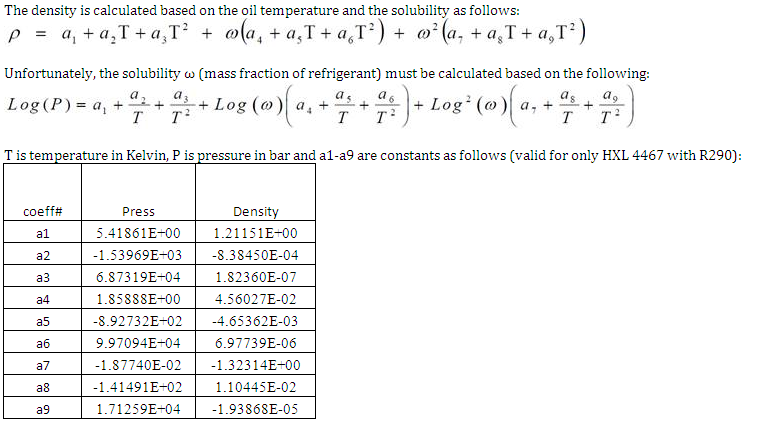 The density is calculated based on the oil temperature and the solubility as follows:
ρ = a₁ + a₂T + a₃T² + ω(a₄ + a₅T + a₆T²) + ω²(a₇ + a₈T + a₉T²)
Unfortunately, the solubility ω (mass fraction of refrigerant) must be calculated based on the following:
Log(P) = a₁ + a₂/T + a₃/T² + Log(ω)(a₄ + a₅/T + a₆/T²) + Log²(ω)(a₇ + a₈/T + a₉/T²)
T is temperature in Kelvin, P is pressure in bar and a1-a9 are constants as follows (valid for only HXL 4467 with R290):
coeff# Press Density
a1 5.41861E+00 1.21151E+00
a2 -1.53969E+03 -8.38450E-04
a3 6.87319E+04 1.82360E-07
a4 1.85888E+00 4.56027E-02
a5 -8.92732E+02 -4.65362E-03
a6 9.97094E+04 6.97739E-06
a7 -1.87740E-02 -1.32314E+00
a8 -1.41491E+02 1.10445E-02
a9 1.71259E+04 -1.93868E-05